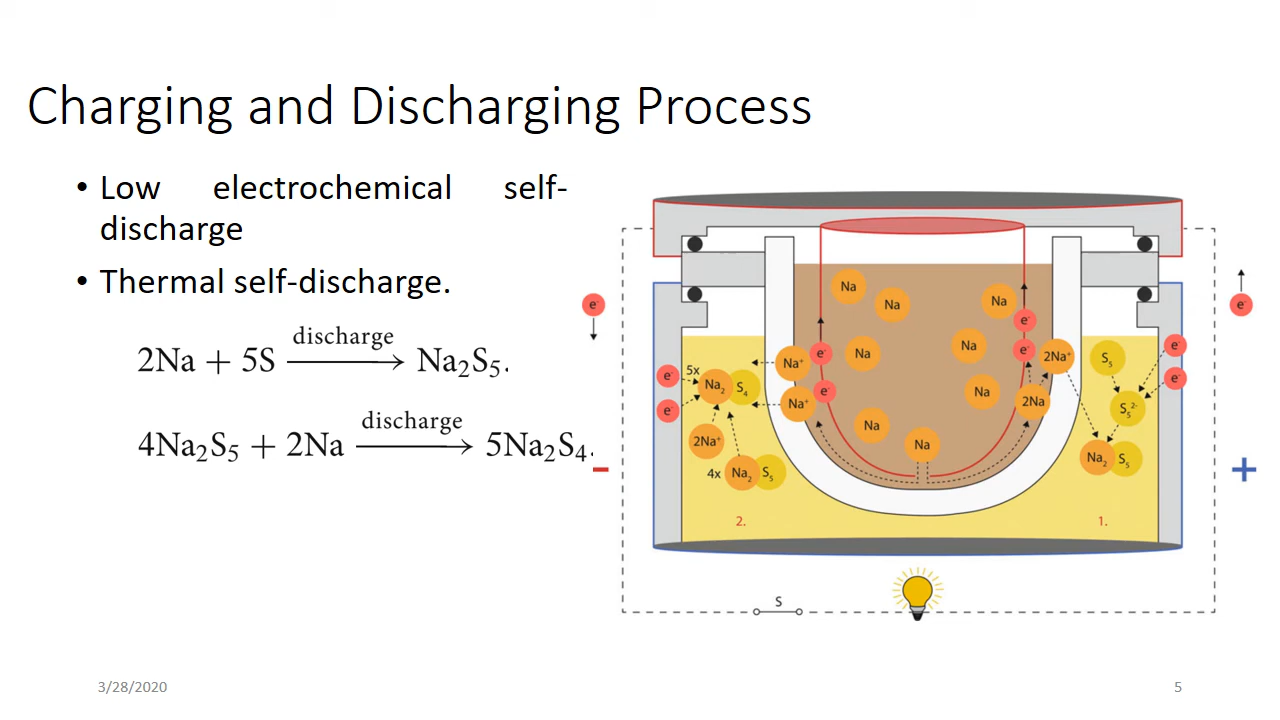 Charging and Discharging Process
• Low electrochemical self-
discharge
• Thermal self-discharge.
discharge
2Na + 5S ⟶ Na₂S₅.
discharge
4Na₂S₅ + 2Na ⟶ 5Na₂S₄.
e⁻
e⁻
−
+
Na
Na
Na
Na
Na
Na
Na
Na
Na⁺
Na⁺
e⁻
e⁻
e⁻
e⁻
2Na⁺
2Na
e⁻
e⁻
5x
Na₂ S₄
2Na⁺
4x Na₂ S₅
2.
S₅
e⁻
e⁻
S₅²⁻
Na₂ S₅
1.
S
3/28/2020
5